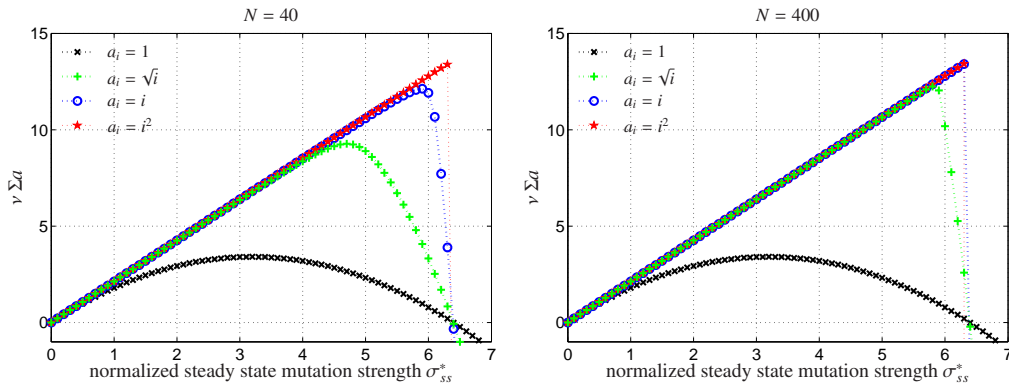 N = 40
15
10
5
0
ν Σa
a_i = 1
a_i = √i
a_i = i
a_i = i²
0 1 2 3 4 5 6 7
normalized steady state mutation strength σ*_ss
N = 400
15
10
5
0
ν Σa
a_i = 1
a_i = √i
a_i = i
a_i = i²
0 1 2 3 4 5 6 7
normalized steady state mutation strength σ*_ss